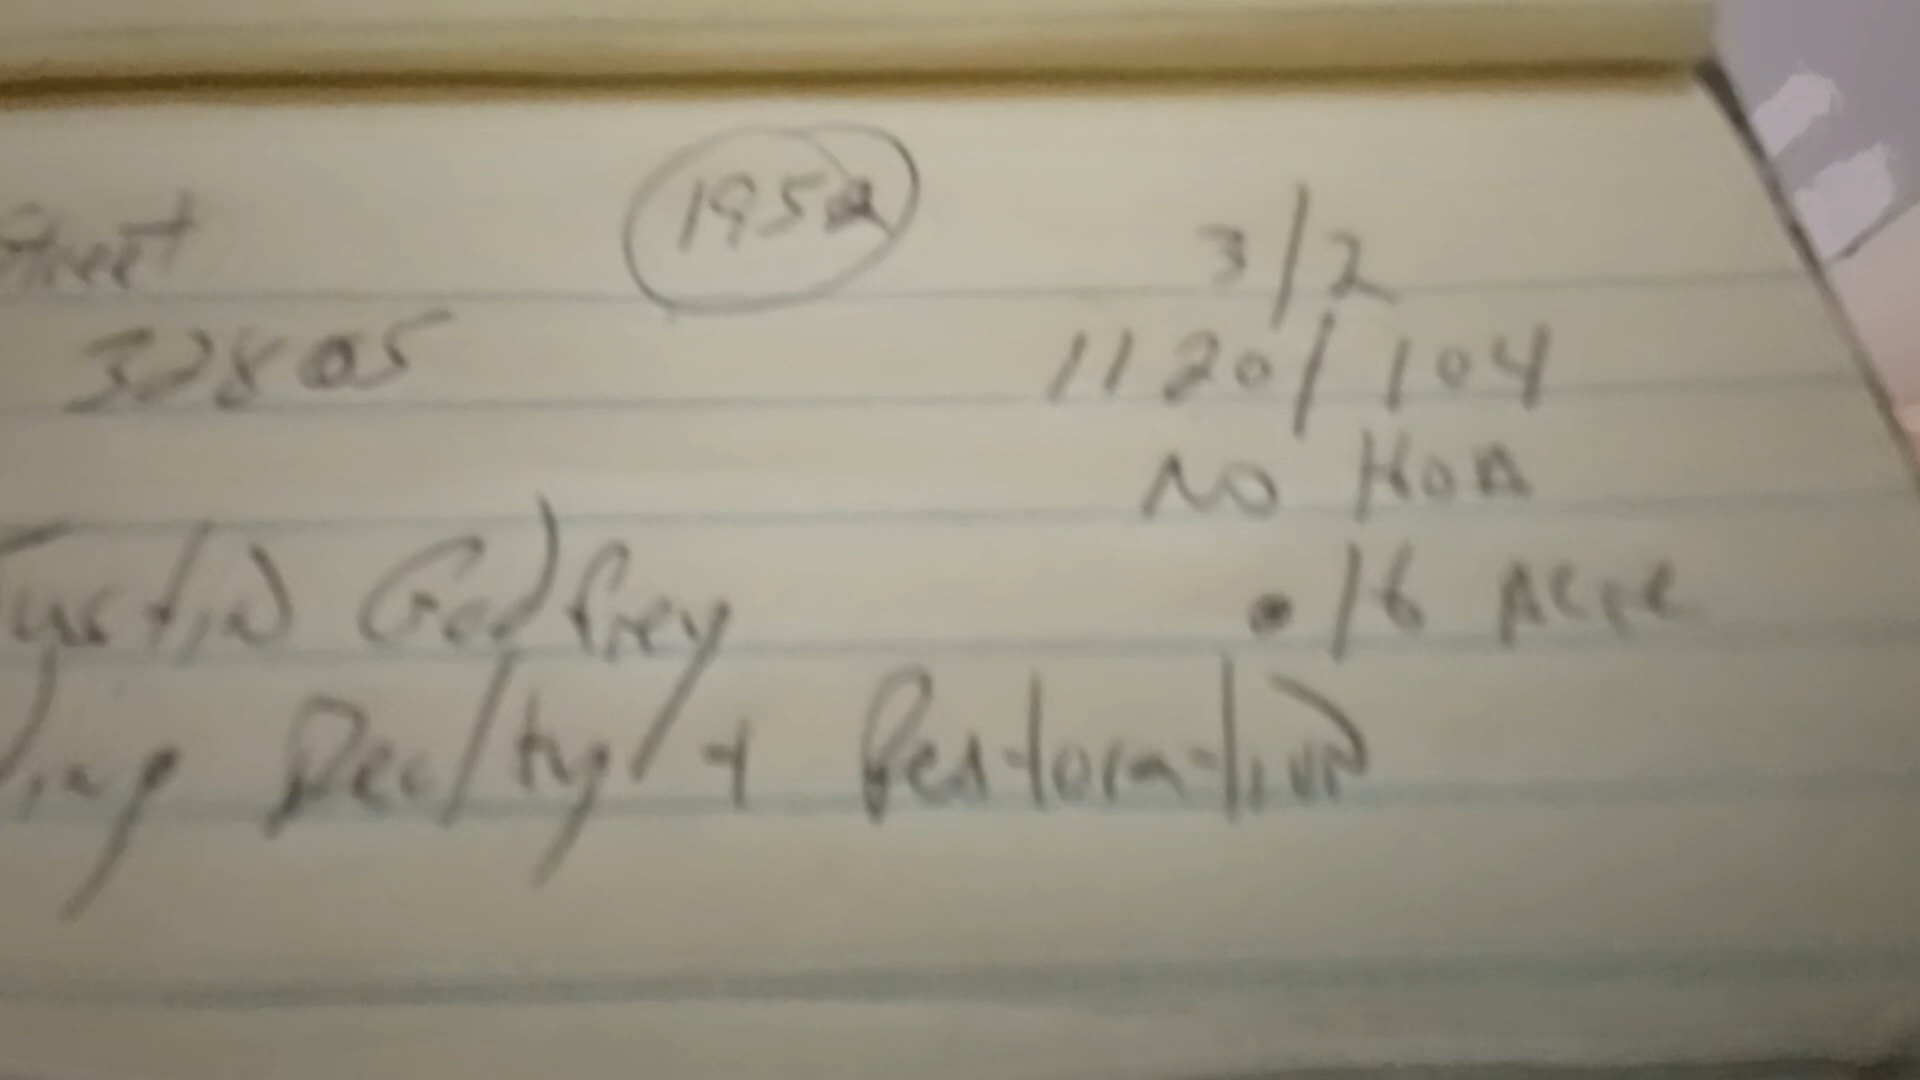 Street 1952 3/2
32805 1120/104
No HOA
Justin Godfrey .16 Acre
Realty & Restoration